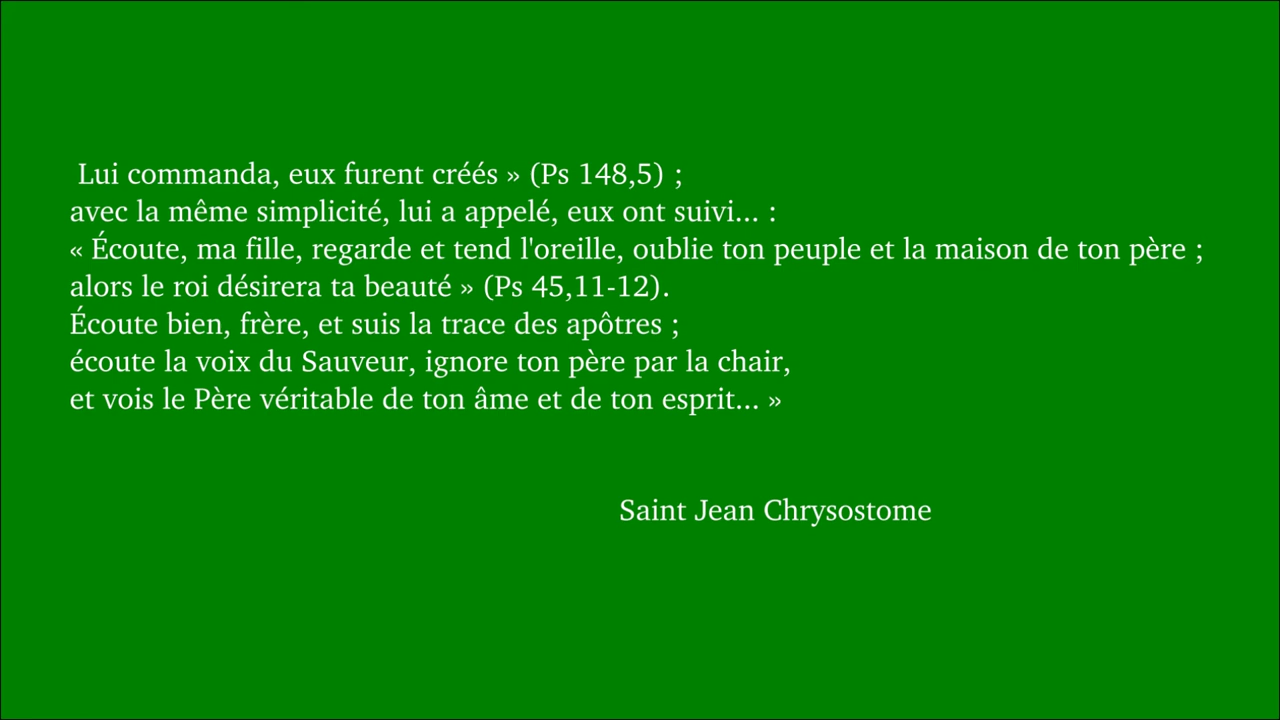 Lui commanda, eux furent créés » (Ps 148,5) ;
avec la même simplicité, lui a appelé, eux ont suivi... :
« Écoute, ma fille, regarde et tend l'oreille, oublie ton peuple et la maison de ton père ;
alors le roi désirera ta beauté » (Ps 45,11-12).
Écoute bien, frère, et suis la trace des apôtres ;
écoute la voix du Sauveur, ignore ton père par la chair,
et vois le Père véritable de ton âme et de ton esprit... »
Saint Jean Chrysostome